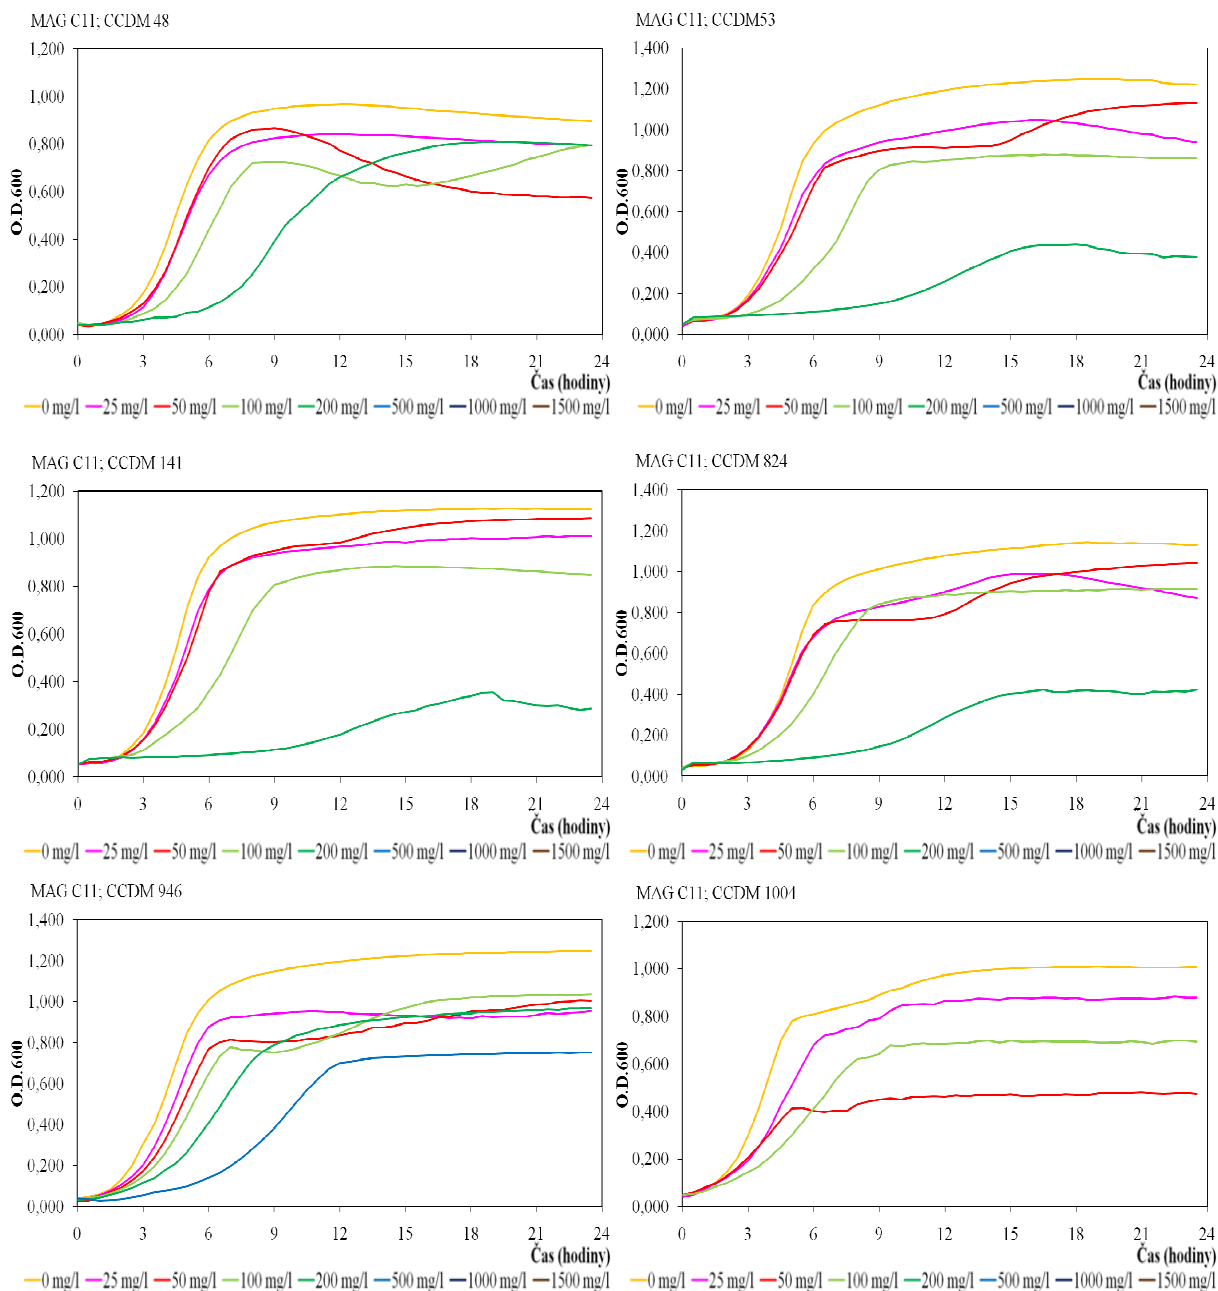 MAG C11; CCDM 48
1,200
1,000
0,800
0,600
0,400
0,200
0,000
O.D.600
0 3 6 9 12 15 18 21 24
Čas (hodiny)
0 mg/l 25 mg/l 50 mg/l 100 mg/l 200 mg/l 500 mg/l 1000 mg/l 1500 mg/l
MAG C11; CCDM53
1,400
1,200
1,000
0,800
0,600
0,400
0,200
0,000
O.D.600
0 3 6 9 12 15 18 21 24
Čas (hodiny)
0 mg/l 25 mg/l 50 mg/l 100 mg/l 200 mg/l 500 mg/l 1000 mg/l 1500 mg/l
MAG C11; CCDM 141
1,200
1,000
0,800
0,600
0,400
0,200
0,000
O.D.600
0 3 6 9 12 15 18 21 24
Čas (hodiny)
0 mg/l 25 mg/l 50 mg/l 100 mg/l 200 mg/l 500 mg/l 1000 mg/l 1500 mg/l
MAG C11; CCDM 824
1,400
1,200
1,000
0,800
0,600
0,400
0,200
0,000
O.D.600
0 3 6 9 12 15 18 21 24
Čas (hodiny)
0 mg/l 25 mg/l 50 mg/l 100 mg/l 200 mg/l 500 mg/l 1000 mg/l 1500 mg/l
MAG C11; CCDM 946
1,400
1,200
1,000
0,800
0,600
0,400
0,200
0,000
O.D.600
0 3 6 9 12 15 18 21 24
Čas (hodiny)
0 mg/l 25 mg/l 50 mg/l 100 mg/l 200 mg/l 500 mg/l 1000 mg/l 1500 mg/l
MAG C11; CCDM 1004
1,200
1,000
0,800
0,600
0,400
0,200
0,000
O.D.600
0 3 6 9 12 15 18 21 24
Čas (hodiny)
0 mg/l 25 mg/l 50 mg/l 100 mg/l 200 mg/l 500 mg/l 1000 mg/l 1500 mg/l